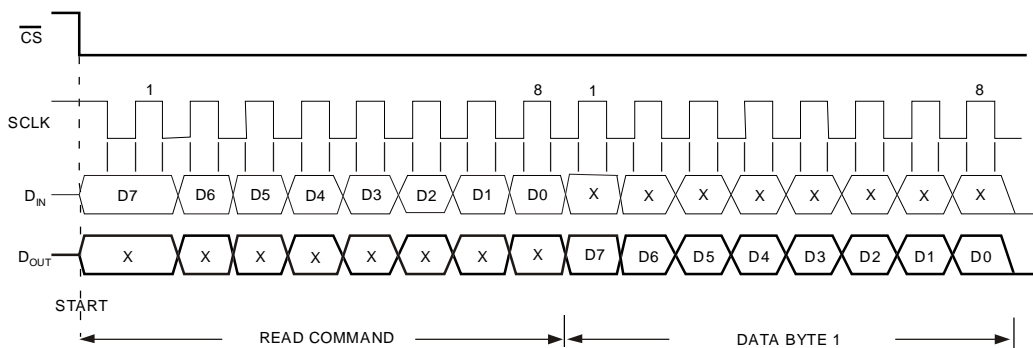 CS
1 8 1 8
SCLK
DIN D7 D6 D5 D4 D3 D2 D1 D0 X X X X X X X X
DOUT X X X X X X X X D7 D6 D5 D4 D3 D2 D1 D0
START
READ COMMAND DATA BYTE 1